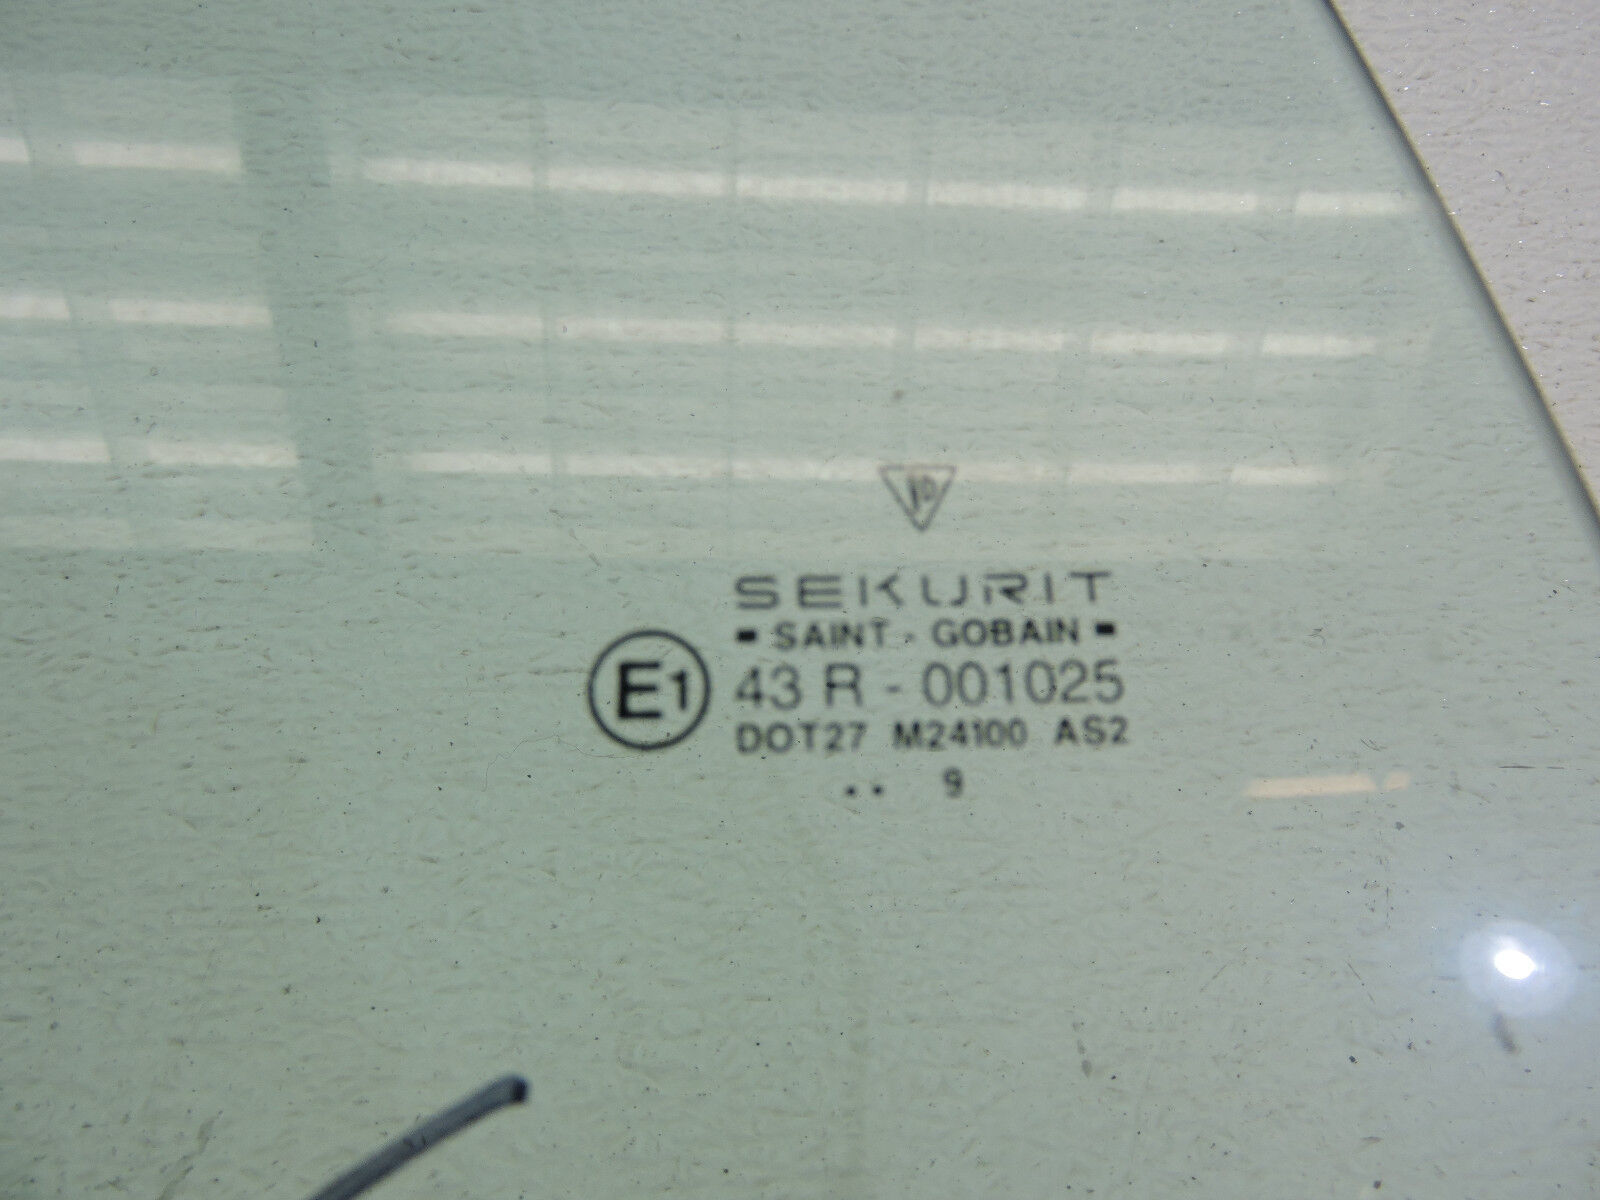 SEKURIT
- SAINT - GOBAIN -
E1 43 R - 001025
DOT27 M24100 AS2
.. 9